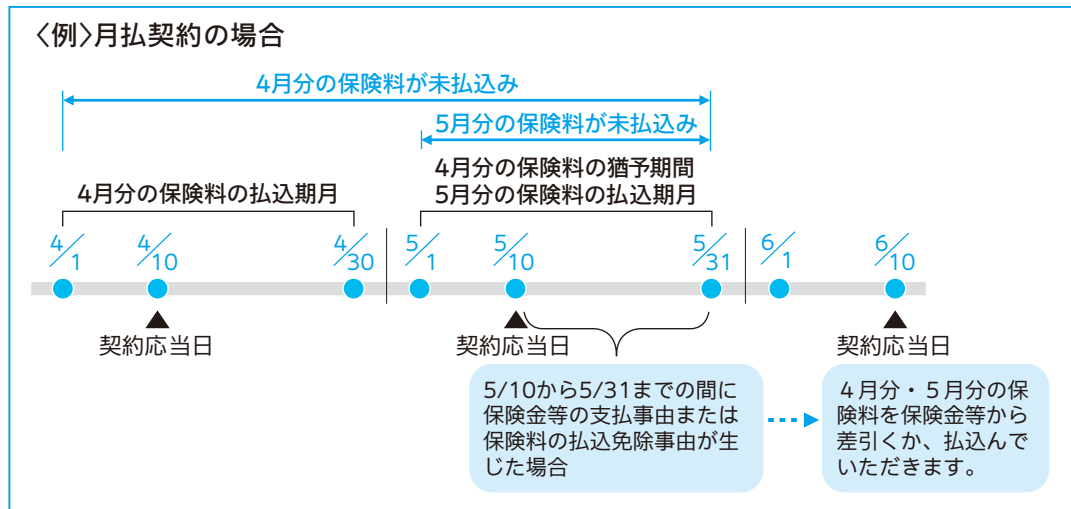 〈例〉月払契約の場合
4月分の保険料が未払込み
5月分の保険料が未払込み
4月分の保険料の払込期月
4月分の保険料の猶予期間
5月分の保険料の払込期月
4/1
4/10
4/30
5/1
5/10
5/31
6/1
6/10
契約応当日
契約応当日
契約応当日
5/10から5/31までの間に
保険金等の支払事由または
保険料の払込免除事由が生
じた場合
4月分・5月分の保
険料を保険金等から
差引くか、払込んで
いただきます。